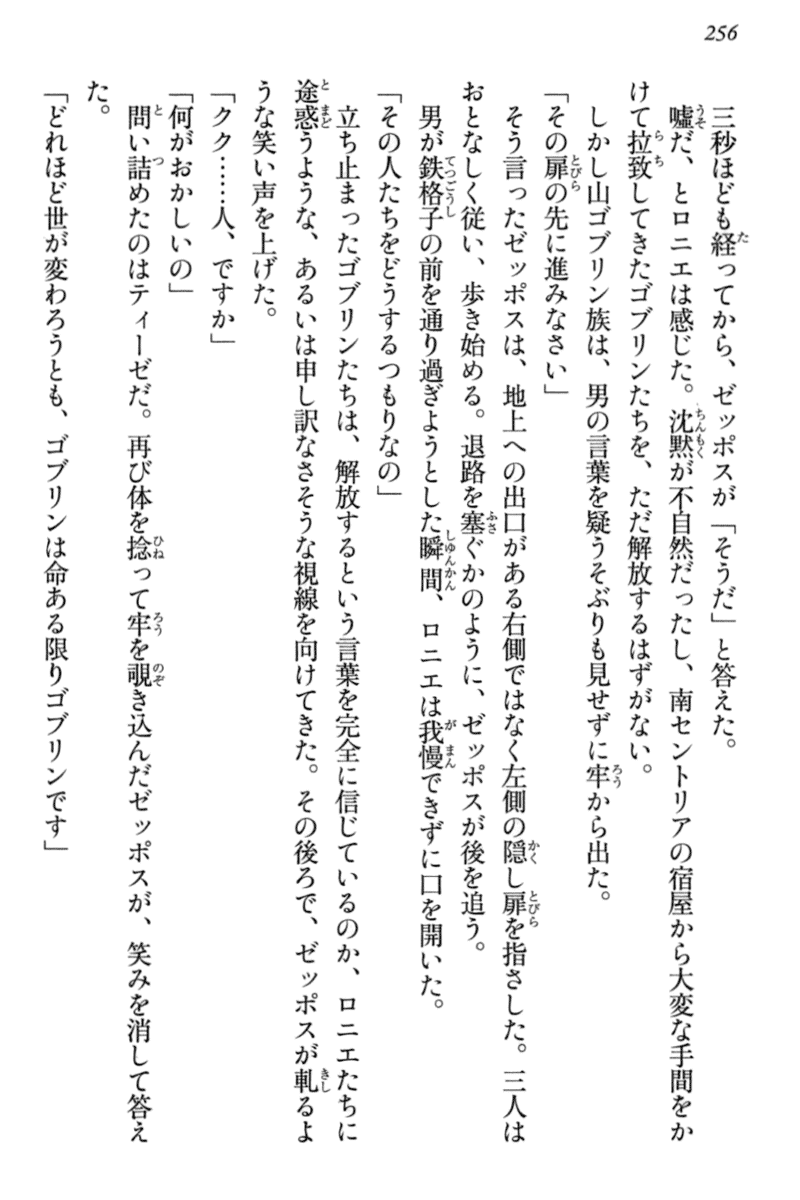 256
三秒ほども経ってから、ゼッポスが「そうだ」と答えた。
嘘だ、とロニエは感じた。沈黙が不自然だったし、南セントリアの宿屋から大変な手間をか
けて拉致してきたゴブリンたちを、ただ解放するはずがない。
しかし山ゴブリン族は、男の言葉を疑うそぶりも見せずに牢から出た。
「その扉の先に進みなさい」
そう言ったゼッポスは、地上への出口がある右側ではなく左側の隠し扉を指さした。三人は
おとなしく従い、歩き始める。退路を塞ぐかのように、ゼッポスが後を追う。
男が鉄格子の前を通り過ぎようとした瞬間、ロニエは我慢できずに口を開いた。
「その人たちをどうするつもりなの」
立ち止まったゴブリンたちは、解放するという言葉を完全に信じているのか、ロニエたちに
途惑うような、あるいは申し訳なさそうな視線を向けてきた。その後ろで、ゼッポスが軋るよ
うな笑い声を上げた。
「クク……人、ですか」
「何がおかしいの」
問い詰めたのはティーゼだ。再び体を捻って牢を覗き込んだゼッポスが、笑みを消して答え
た。
「どれほど世が変わろうとも、ゴブリンは命ある限りゴブリンです」